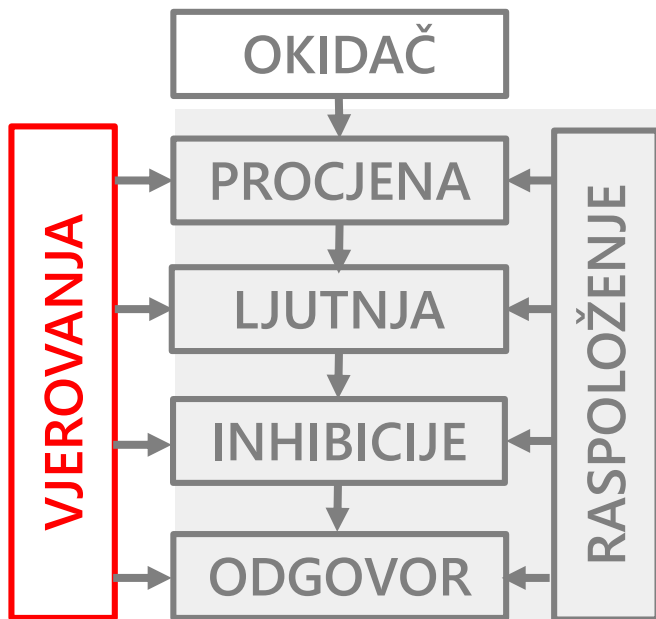 OKIDAČ
VJEROVANJA
PROCJENA
LJUTNJA
INHIBICIJE
ODGOVOR
RASPOLOŽENJE